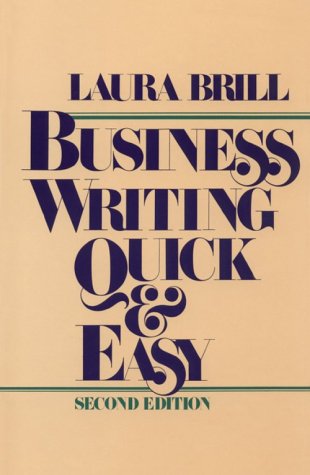 LAURA BRILL
BUSINESS
WRITING
QUICK
&
EASY
SECOND EDITION